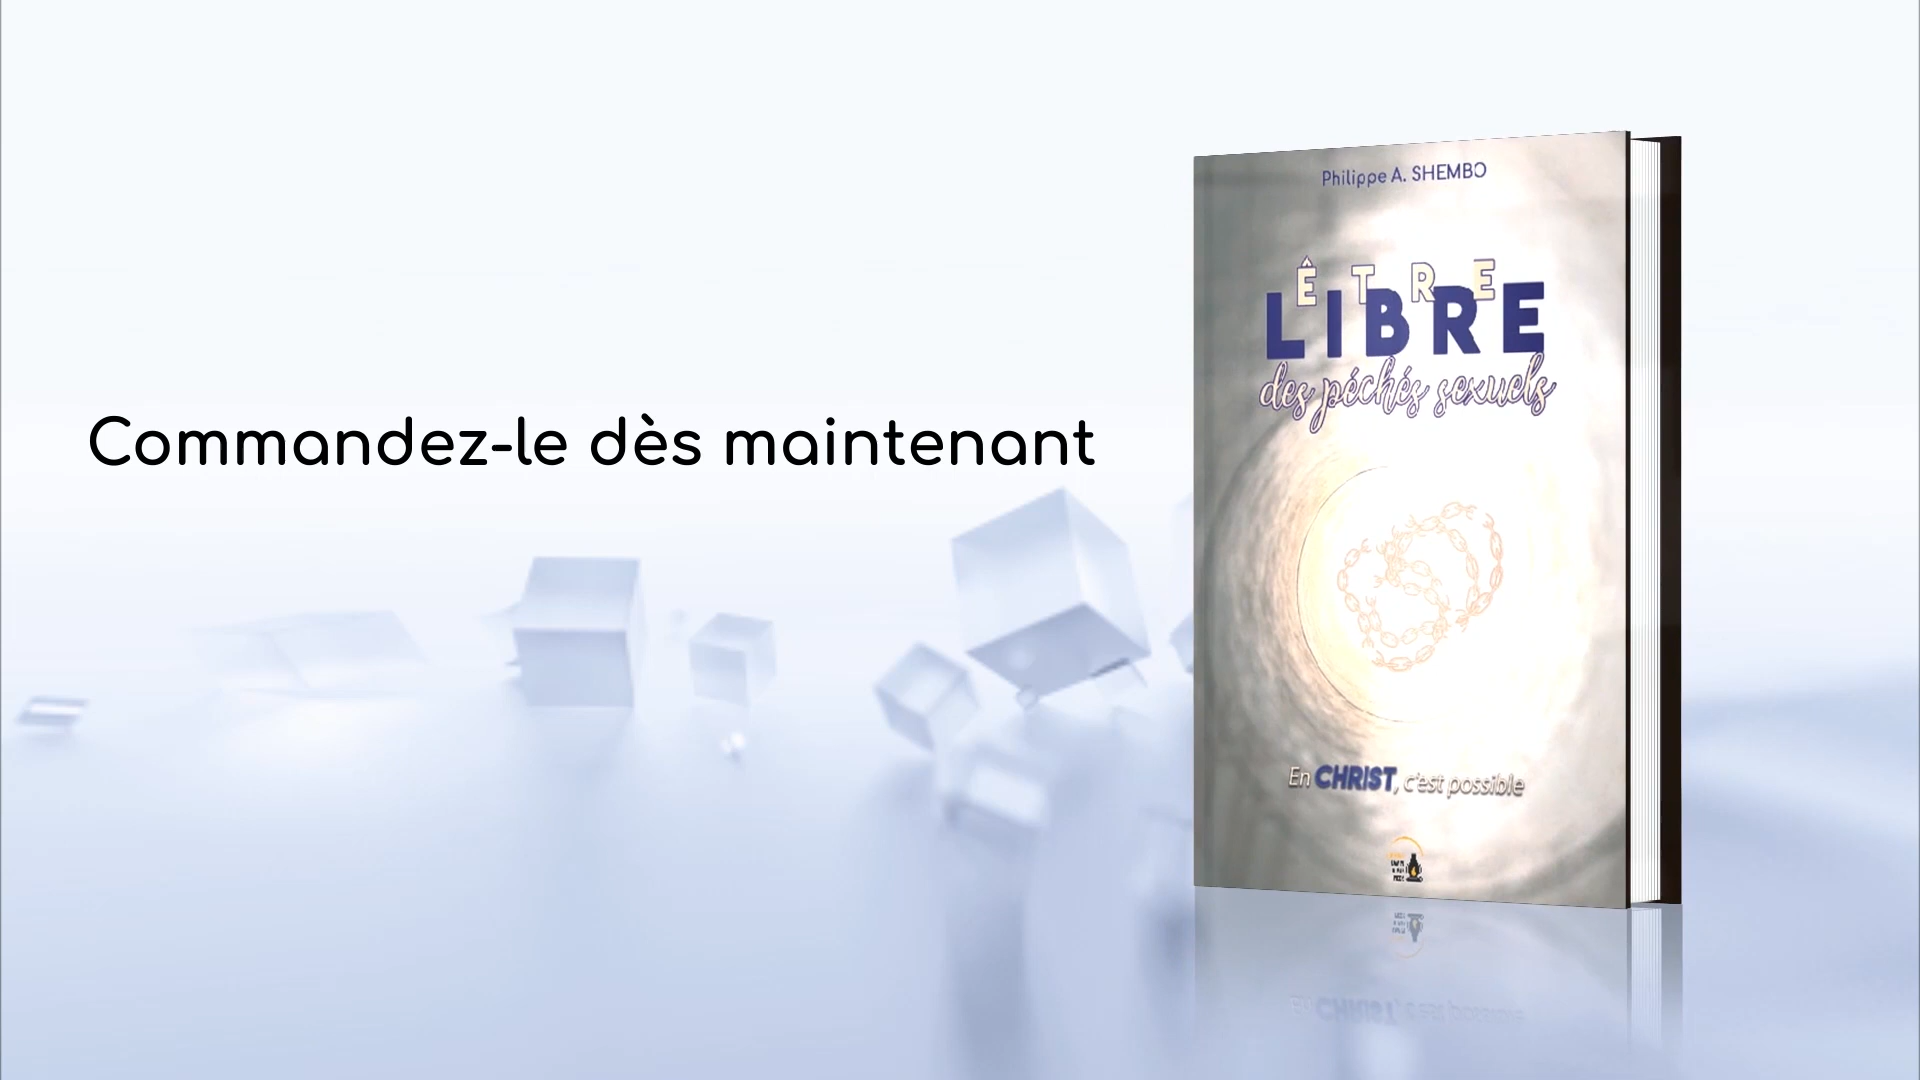 Commandez-le dès maintenant
Philippe A. SHEMBO
ÊTRE
LIBRE
des péchés sexuels
En CHRIST, c'est possible